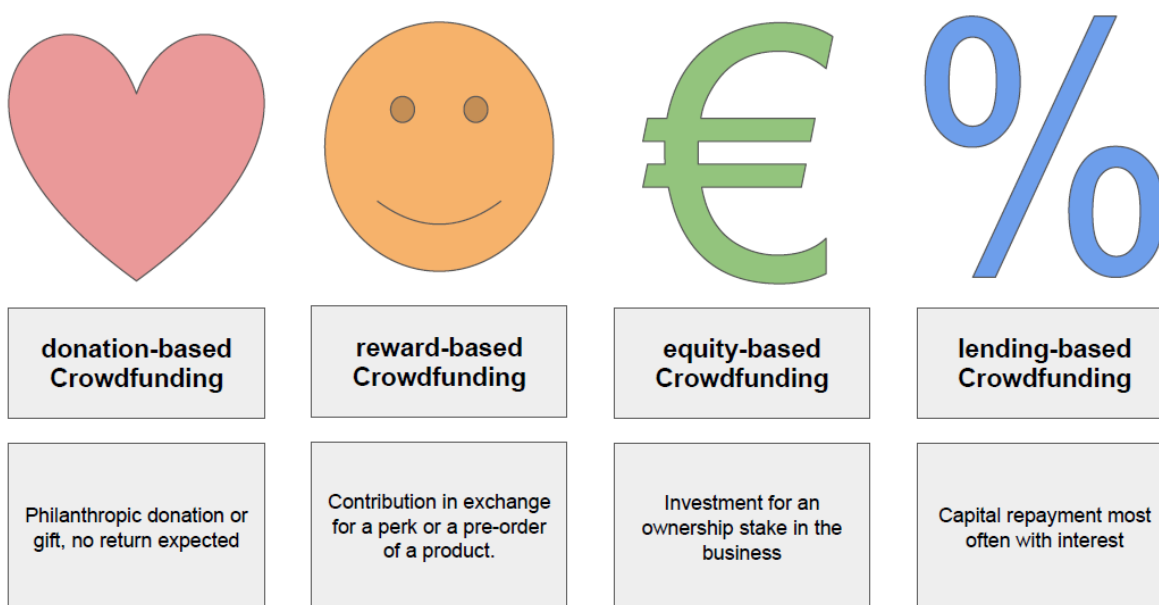 €
%
donation-based
Crowdfunding
reward-based
Crowdfunding
equity-based
Crowdfunding
lending-based
Crowdfunding
Philanthropic donation or
gift, no return expected
Contribution in exchange
for a perk or a pre-order
of a product.
Investment for an
ownership stake in the
business
Capital repayment most
often with interest